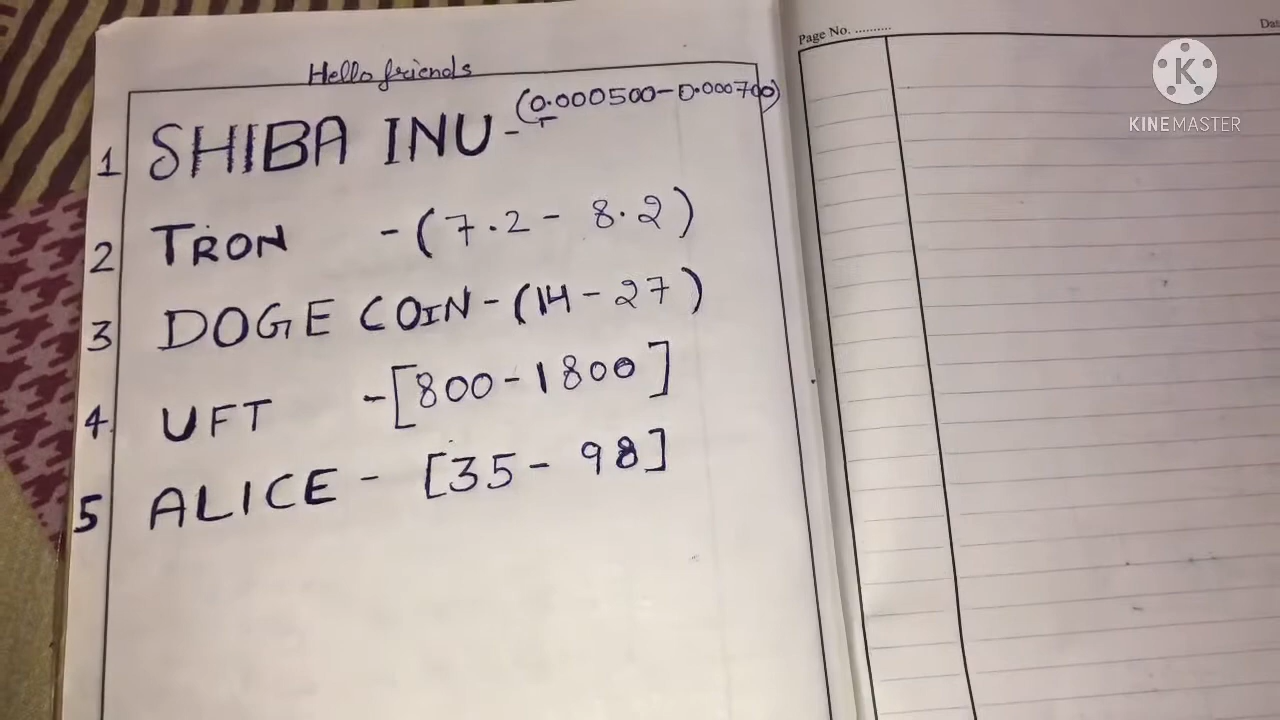 Hello friends
1 SHIBA INU - (0.000500-0.000700)
2 TRON - (7.2 - 8.2)
3 DOGE COIN - (14 - 27)
4. UFT - [800-1800]
5 ALICE - [35 - 98]
Page No. ..........
Da
KINEMASTER